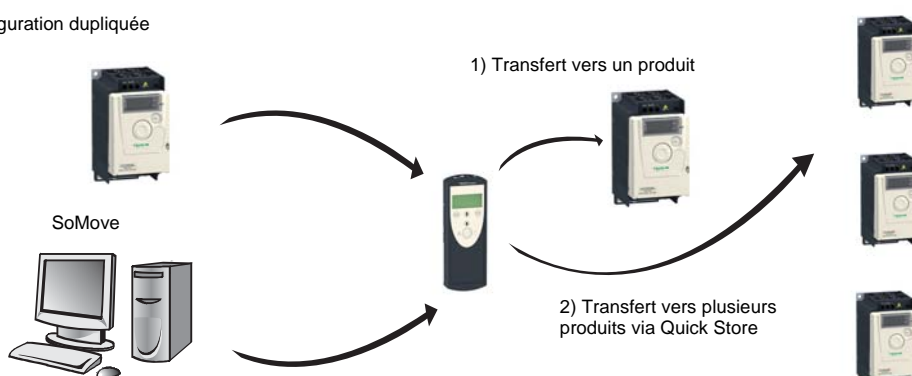 guration dupliquée
1) Transfert vers un produit
SoMove
2) Transfert vers plusieurs
produits via Quick Store